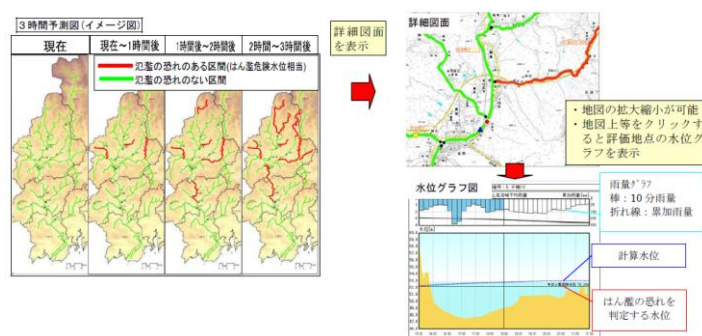 3時間予測図(イメージ図)
現在
現在~1時間後
1時間後~2時間後
2時間~3時間後
氾濫の恐れのある区間(はん濫危険水位相当)
氾濫の恐れのない区間
詳細図面
を表示
詳細図面
・地図の拡大縮小が可能
・地図上等をクリックす
ると評価地点の水位グ
ラフを表示
水位グラフ図
雨量グラフ
棒:10分雨量
折れ線:累加雨量
計算水位
はん濫の恐れを
判定する水位